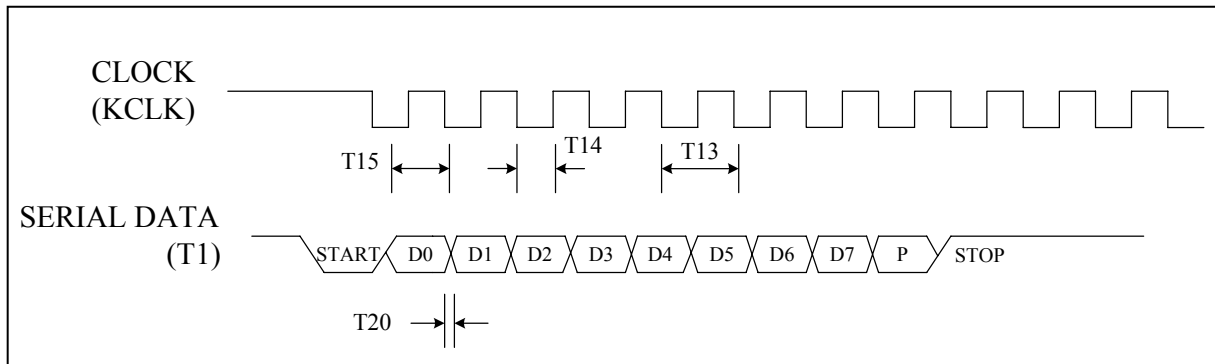 CLOCK
(KCLK)
T15
T14
T13
SERIAL DATA
(T1)
START D0 D1 D2 D3 D4 D5 D6 D7 P STOP
T20